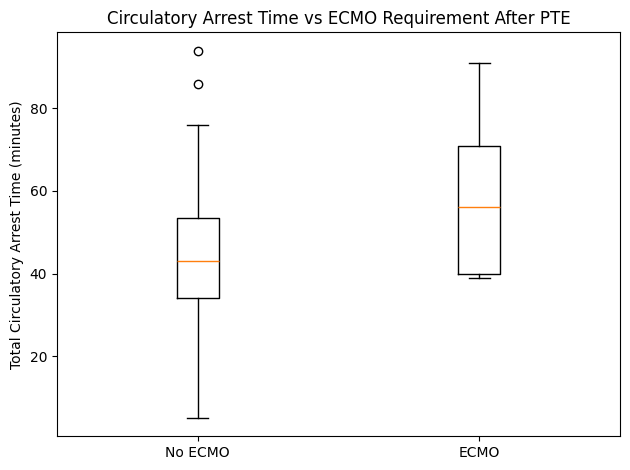 Circulatory Arrest Time vs ECMO Requirement After PTE
Total Circulatory Arrest Time (minutes)
80
60
40
20
No ECMO
ECMO